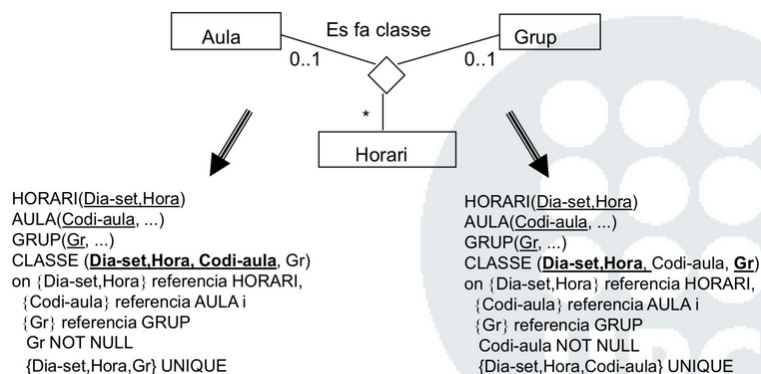 Es fa classe
Aula
Grup
0..1
0..1
*
Horari
HORARI(Dia-set,Hora)
AULA(Codi-aula, ...)
GRUP(Gr, ...)
CLASSE (Dia-set,Hora, Codi-aula, Gr)
on {Dia-set,Hora} referencia HORARI,
{Codi-aula} referencia AULA i
{Gr} referencia GRUP
Gr NOT NULL
{Dia-set,Hora,Gr} UNIQUE
HORARI(Dia-set,Hora)
AULA(Codi-aula, ...)
GRUP(Gr, ...)
CLASSE (Dia-set,Hora, Codi-aula, Gr)
on {Dia-set,Hora} referencia HORARI,
{Codi-aula} referencia AULA i
{Gr} referencia GRUP
Codi-aula NOT NULL
{Dia-set,Hora,Codi-aula} UNIQUE